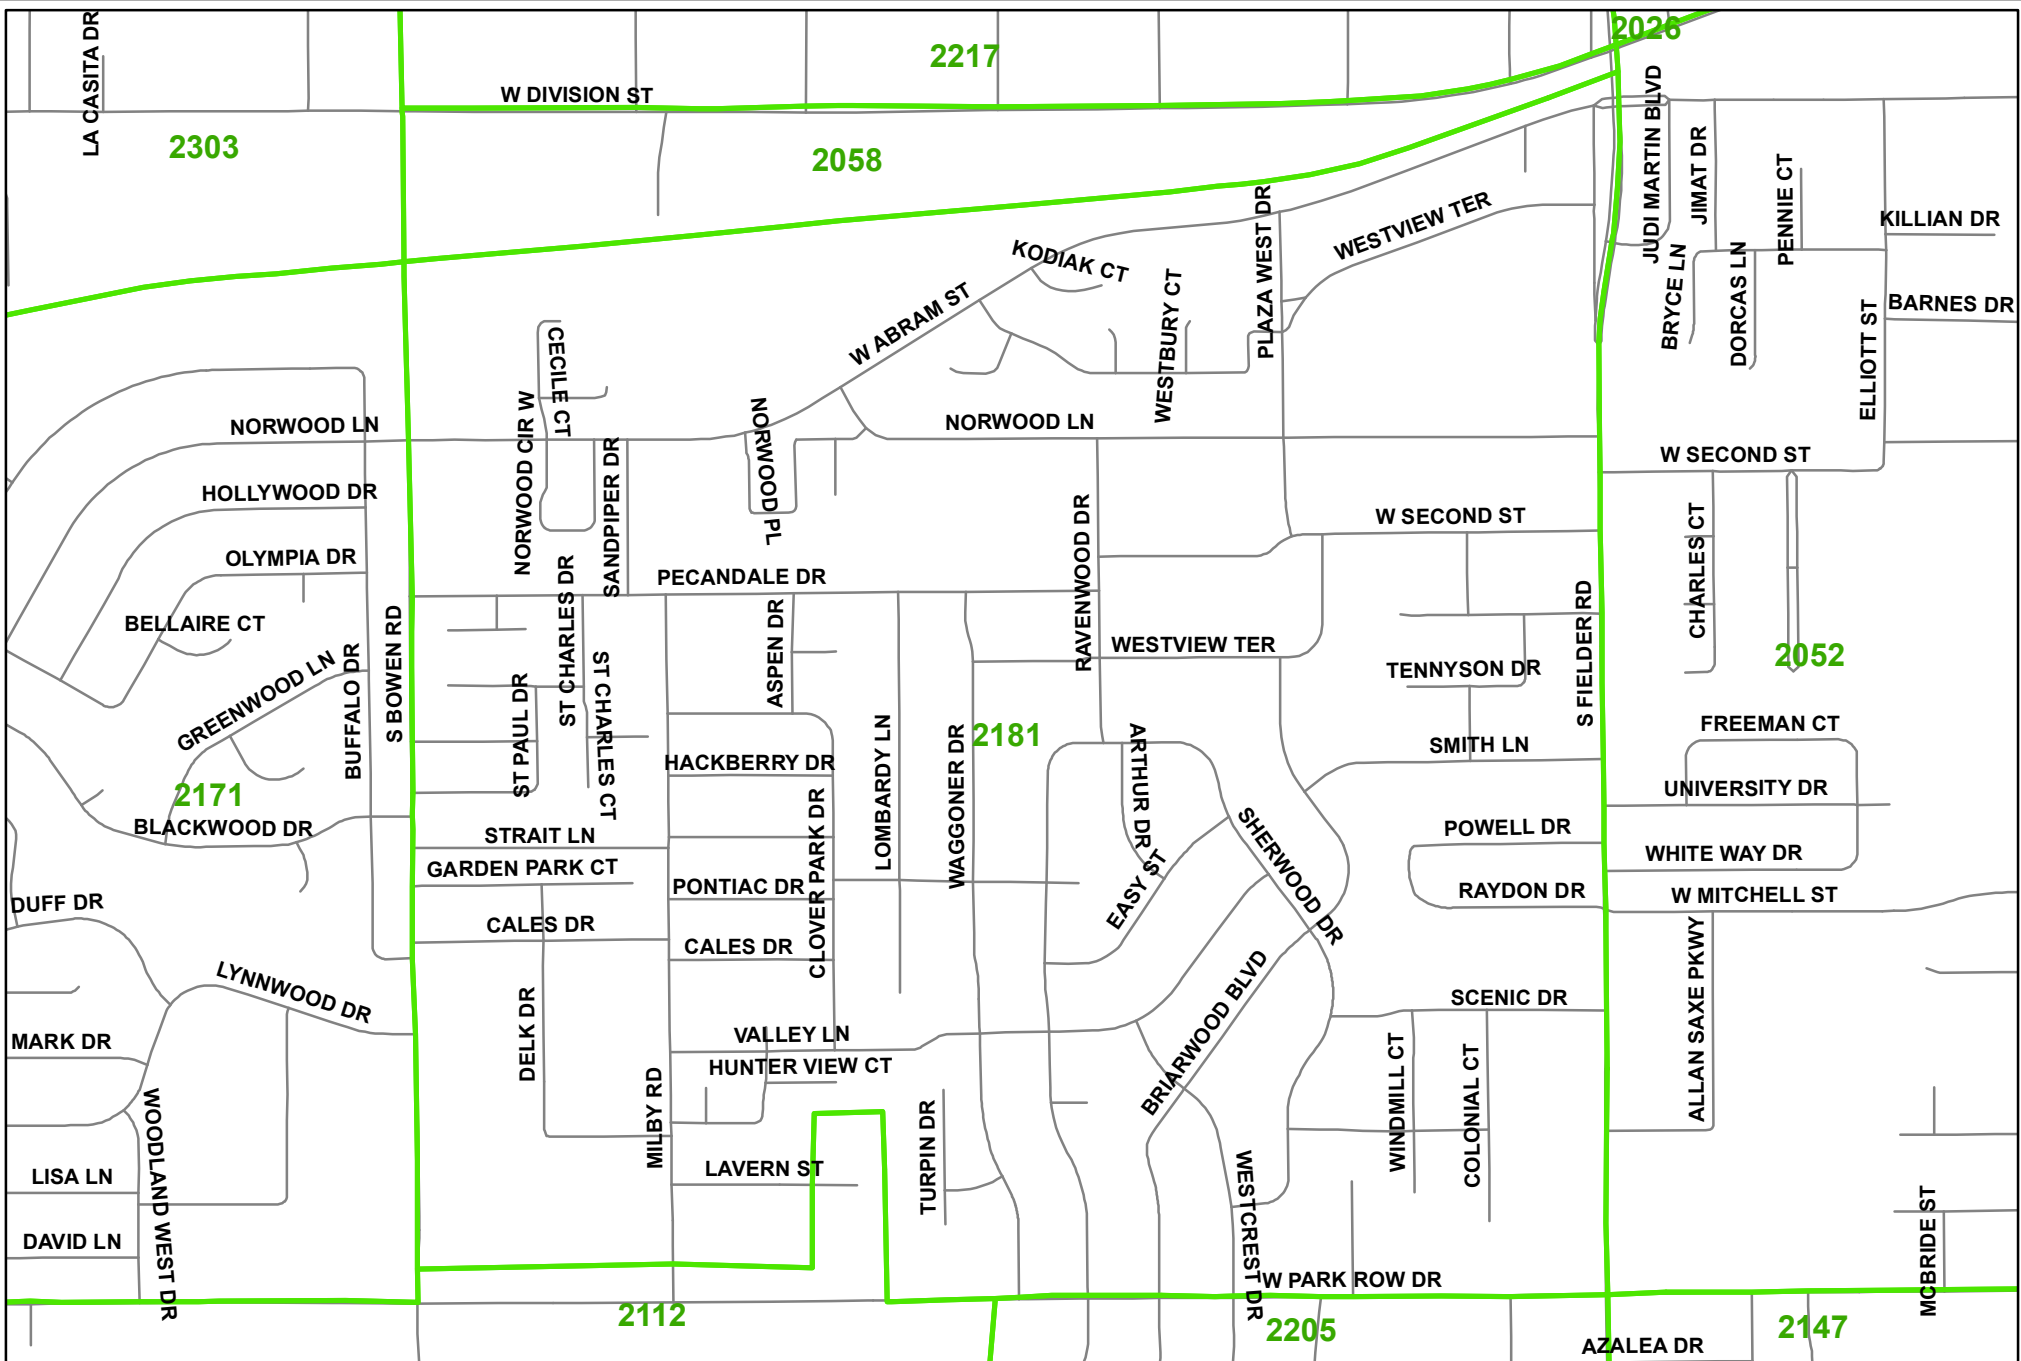 LA CASITA DR
2217
2026
W DIVISION ST
2303
2058
JUDI MARTIN BLVD
JIMAT DR
PENNIE CT
KILLIAN DR
PLAZA WEST DR
WESTVIEW TER
KODIAK CT
BRYCE LN
DORCAS LN
BARNES DR
W ABRAM ST
WESTBURY CT
ELLIOTT ST
CECILE CT
NORWOOD LN
NORWOOD CIR W
NORWOOD PL
NORWOOD LN
SANDPIPER DR
W SECOND ST
HOLLYWOOD DR
W SECOND ST
CHARLES CT
OLYMPIA DR
PECANDALE DR
RAVENWOOD DR
BELLAIRE CT
ST CHARLES DR
ASPEN DR
WESTVIEW TER
S FIELDER RD
2052
GREENWOOD LN
BUFFALO DR
S BOWEN RD
ST PAUL DR
ST CHARLES CT
TENNYSON DR
2181
FREEMAN CT
HACKBERRY DR
LOMBARDY LN
WAGGONER DR
ARTHUR DR
SMITH LN
UNIVERSITY DR
2171
BLACKWOOD DR
STRAIT LN
CLOVER PARK DR
SHERWOOD DR
POWELL DR
WHITE WAY DR
GARDEN PARK CT
PONTIAC DR
EASY ST
RAYDON DR
W MITCHELL ST
DUFF DR
CALES DR
CALES DR
LYNNWOOD DR
BRIARWOOD BLVD
SCENIC DR
ALLAN SAXE PKWY
MARK DR
DELK DR
VALLEY LN
HUNTER VIEW CT
MILBY RD
WINDMILL CT
COLONIAL CT
WOODLAND WEST DR
TURPIN DR
LISA LN
LAVERN ST
WESTCREST DR
MCBRIDE ST
DAVID LN
W PARK ROW DR
2112
2205
2147
AZALEA DR